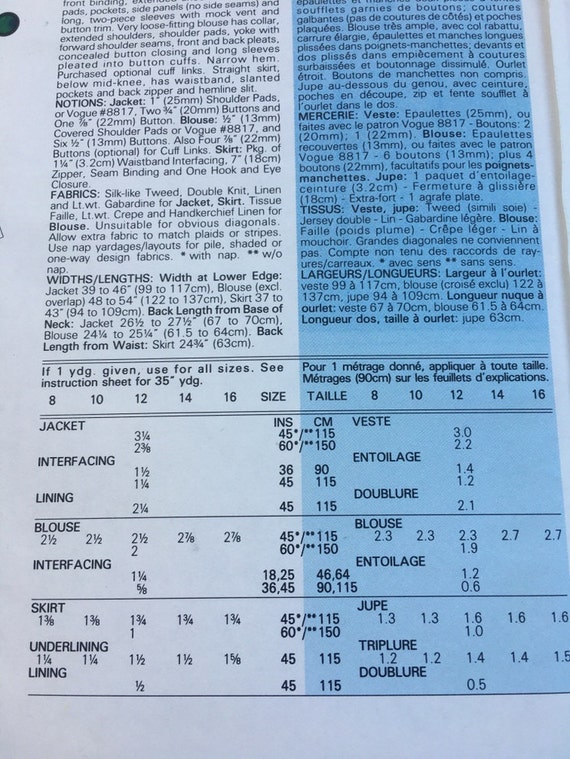 front binding,
pads, pockets, side panels (no side seams) and
long, two-piece sleeves with mock vent and
button trim. Very loose-fitting blouse has collar,
extended shoulders, shoulder pads, yoke with
forward shoulder seams, front and back pleats,
concealed button closing and long sleeves
pleated into button cuffs. Narrow hem.
Purchased optional cuff links. Straight skirt,
below mid-knee, has waistband, slanted
pockets and back zipper and hemline slit.
NOTIONS: Jacket: 1" (25mm) Shoulder Pads,
or Vogue #8817, Two ¾" (20mm) Buttons and
One ⅞" (22mm) Button. Blouse: ½" (13mm)
Covered Shoulder Pads or Vogue #8817, and
Six ½" (13mm) Buttons. Also Four ⅞" (22mm)
Buttons (optional) for Cuff Links. Skirt: Pkg. of
1¼" (3.2cm) Waistband Interfacing, 7" (18cm)
Zipper, Seam Binding and One Hook and Eye
Closure.
FABRICS: Silk-like Tweed, Double Knit, Linen
and Lt.wt. Gabardine for Jacket, Skirt. Tissue
Faille, Lt.wt. Crepe and Handkerchief Linen for
Blouse. Unsuitable for obvious diagonals.
Allow extra fabric to match plaids or stripes.
Use nap yardages/layouts for pile, shaded or
one-way design fabrics. * with nap. ** w/o
nap.
WIDTHS/LENGTHS: Width at Lower Edge:
Jacket 39 to 46" (99 to 117cm), Blouse (excl.
overlap) 48 to 54" (122 to 137cm), Skirt 37 to
43" (94 to 109cm). Back Length from Base of
Neck: Jacket 26½ to 27½" (67 to 70cm),
Blouse 24¼ to 25¼" (61.5 to 64cm). Back
Length from Waist: Skirt 24¾" (63cm).
épaulettes et manches
soufflets garnies de boutons; coutures
galbantes (pas de coutures de côtés) et poches
plaquées. Blouse très ample, avec col rabattu,
carrure élargie, épaulettes et manches longues
plissées dans poignets-manchettes; devants et
dos plissés dans empiècement à coutures
surbaissées et boutonnage dissimulé. Ourlet
étroit. Boutons de manchettes non compris.
Jupe au-dessous du genou, avec ceinture,
poches en découpe, zip et fente soufflet à
l'ourlet dans le dos.
MERCERIE: Veste: Epaulettes (25mm), ou
faites avec le patron Vogue 8817 - Boutons: 2
(20mm); 1 (22mm). Blouse: Epaulettes
recouvertes (13mm), ou faites avec le patron
Vogue 8817 - 6 boutons (13mm); plus 4
boutons (22mm), facultatifs pour les poignets-
manchettes. Jupe: 1 paquet d'entoilage-
ceinture (3.2cm) - Fermeture à glissière
(18cm) - Extra-fort - 1 agrafe plate.
TISSUS: Veste, jupe: Tweed (simili soie) -
Jersey double - Lin - Gabardine légère. Blouse:
Faille (poids plume) - Crêpe léger - Lin à
mouchoir. Grandes diagonales ne conviennent
pas. Compte non tenu des raccords de ray-
ures/carreaux. * avec sens ** sans sens.
LARGEURS/LONGUEURS: Largeur à l'ourlet:
veste 99 à 117cm, blouse (croisé exclu) 122 à
137cm, jupe 94 à 109cm. Longueur nuque à
ourlet: veste 67 à 70cm, blouse 61.5 à 64cm.
Longueur dos, taille à ourlet: jupe 63cm.
If 1 ydg. given, use for all sizes. See
instruction sheet for 35" ydg.
Pour 1 métrage donné, appliquer à toute taille.
Métrages (90cm) sur les feuillets d'explications.
8 10 12 14 16 SIZE TAILLE 8 10 12 14 16
JACKET INS CM VESTE
3¼ 45*/**115 3.0
2⅜ 60*/**150 2.2
INTERFACING ENTOILAGE
1½ 36 90 1.4
1¼ 45 115 1.2
LINING DOUBLURE
2¼ 45 115 2.1
BLOUSE BLOUSE
2½ 2½ 2½ 2⅞ 2⅞ 45*/**115 2.3 2.3 2.3 2.7 2.7
2 60*/**150 1.9
INTERFACING ENTOILAGE
1¼ 18,25 46,64 1.2
⅝ 36,45 90,115 0.6
SKIRT JUPE
1⅜ 1⅜ 1¾ 1¾ 1¾ 45*/**115 1.3 1.3 1.6 1.6 1.6
1 60*/**150 1.0
UNDERLINING TRIPLURE
1¼ 1¼ 1½ 1½ 1⅝ 45 115 1.2 1.2 1.4 1.4 1.5
LINING DOUBLURE
½ 45 115 0.5